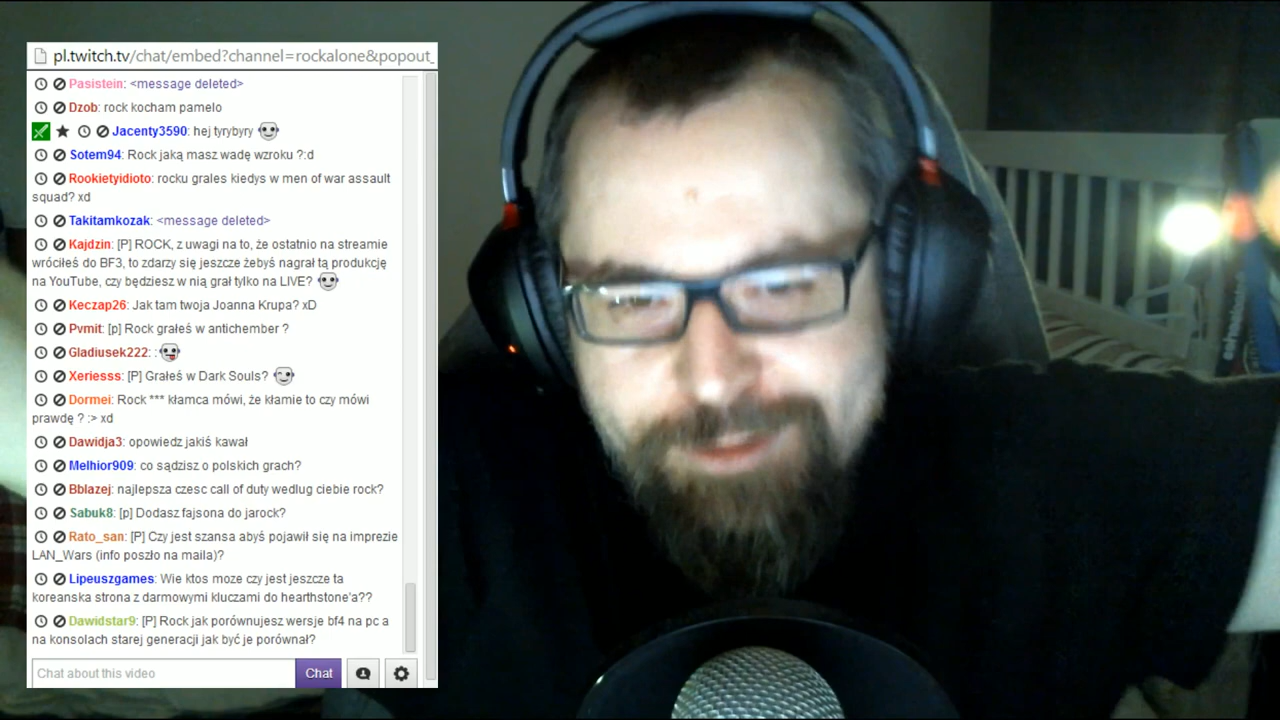 pl.twitch.tv/chat/embed?channel=rockalone&popout_
Pasistein: <message deleted>
Dzob: rock kocham pamelo
Jacenty3590: hej tyrybyry
Sotem94: Rock jaką masz wadę wzroku ?:d
Rookietyidioto: rocku grales kiedys w men of war assault
squad? xd
Takitamkozak: <message deleted>
Kajdzin: [P] ROCK, z uwagi na to, że ostatnio na streamie
wróciłeś do BF3, to zdarzy się jeszcze żebyś nagrał tą produkcję
na YouTube, czy będziesz w nią grał tylko na LIVE?
Keczap26: Jak tam twoja Joanna Krupa? xD
Pvmit: [p] Rock grałeś w antichember ?
Gladiusek222: :
Xeriesss: [P] Grałeś w Dark Souls?
Dormei: Rock *** kłamca mówi, że kłamie to czy mówi
prawdę ? :> xd
Dawidja3: opowiedz jakiś kawał
Melhior909: co sądzisz o polskich grach?
Bblazej: najlepsza czesc call of duty wedlug ciebie rock?
Sabuk8: [p] Dodasz fajsona do jarock?
Rato_san: [P] Czy jest szansa abyś pojawił się na imprezie
LAN_Wars (info poszło na maila)?
Lipeuszgames: Wie ktos moze czy jest jeszcze ta
koreanska strona z darmowymi kluczami do hearthstone'a??
Dawidstar9: [P] Rock jak porównujesz wersje bf4 na pc a
na konsolach starej generacji jak być je porównał?
Chat about this video
Chat